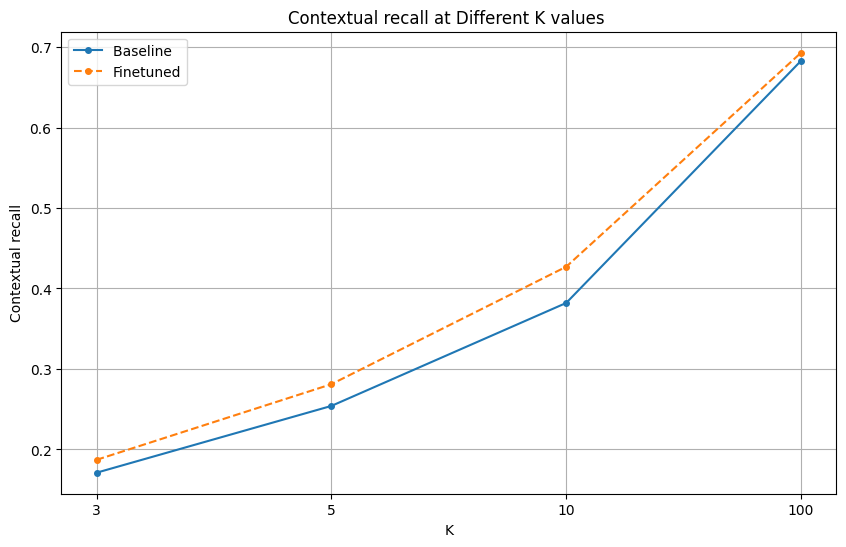 Contextual recall at Different K values
Baseline
Finetuned
Contextual recall
0.7
0.6
0.5
0.4
0.3
0.2
3
5
10
100
K